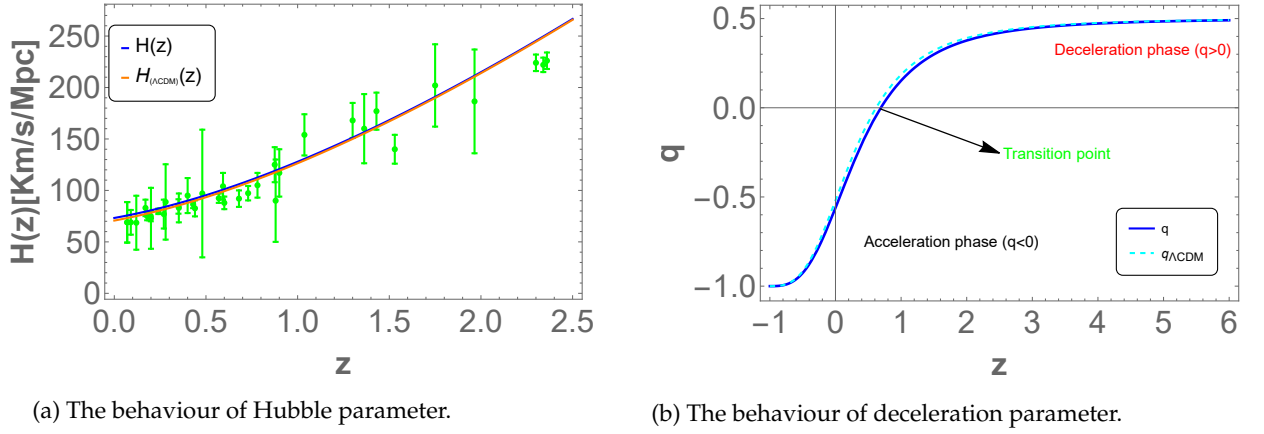 H(z)[Km/s/Mpc]
250
200
150
100
50
0
H(z)
H(ΛCDM)(z)
0.0 0.5 1.0 1.5 2.0 2.5
z
(a) The behaviour of Hubble parameter.
q
0.5
0.0
−0.5
−1.0
Deceleration phase (q>0)
Transition point
Acceleration phase (q<0)
q
qΛCDM
−1 0 1 2 3 4 5 6
z
(b) The behaviour of deceleration parameter.